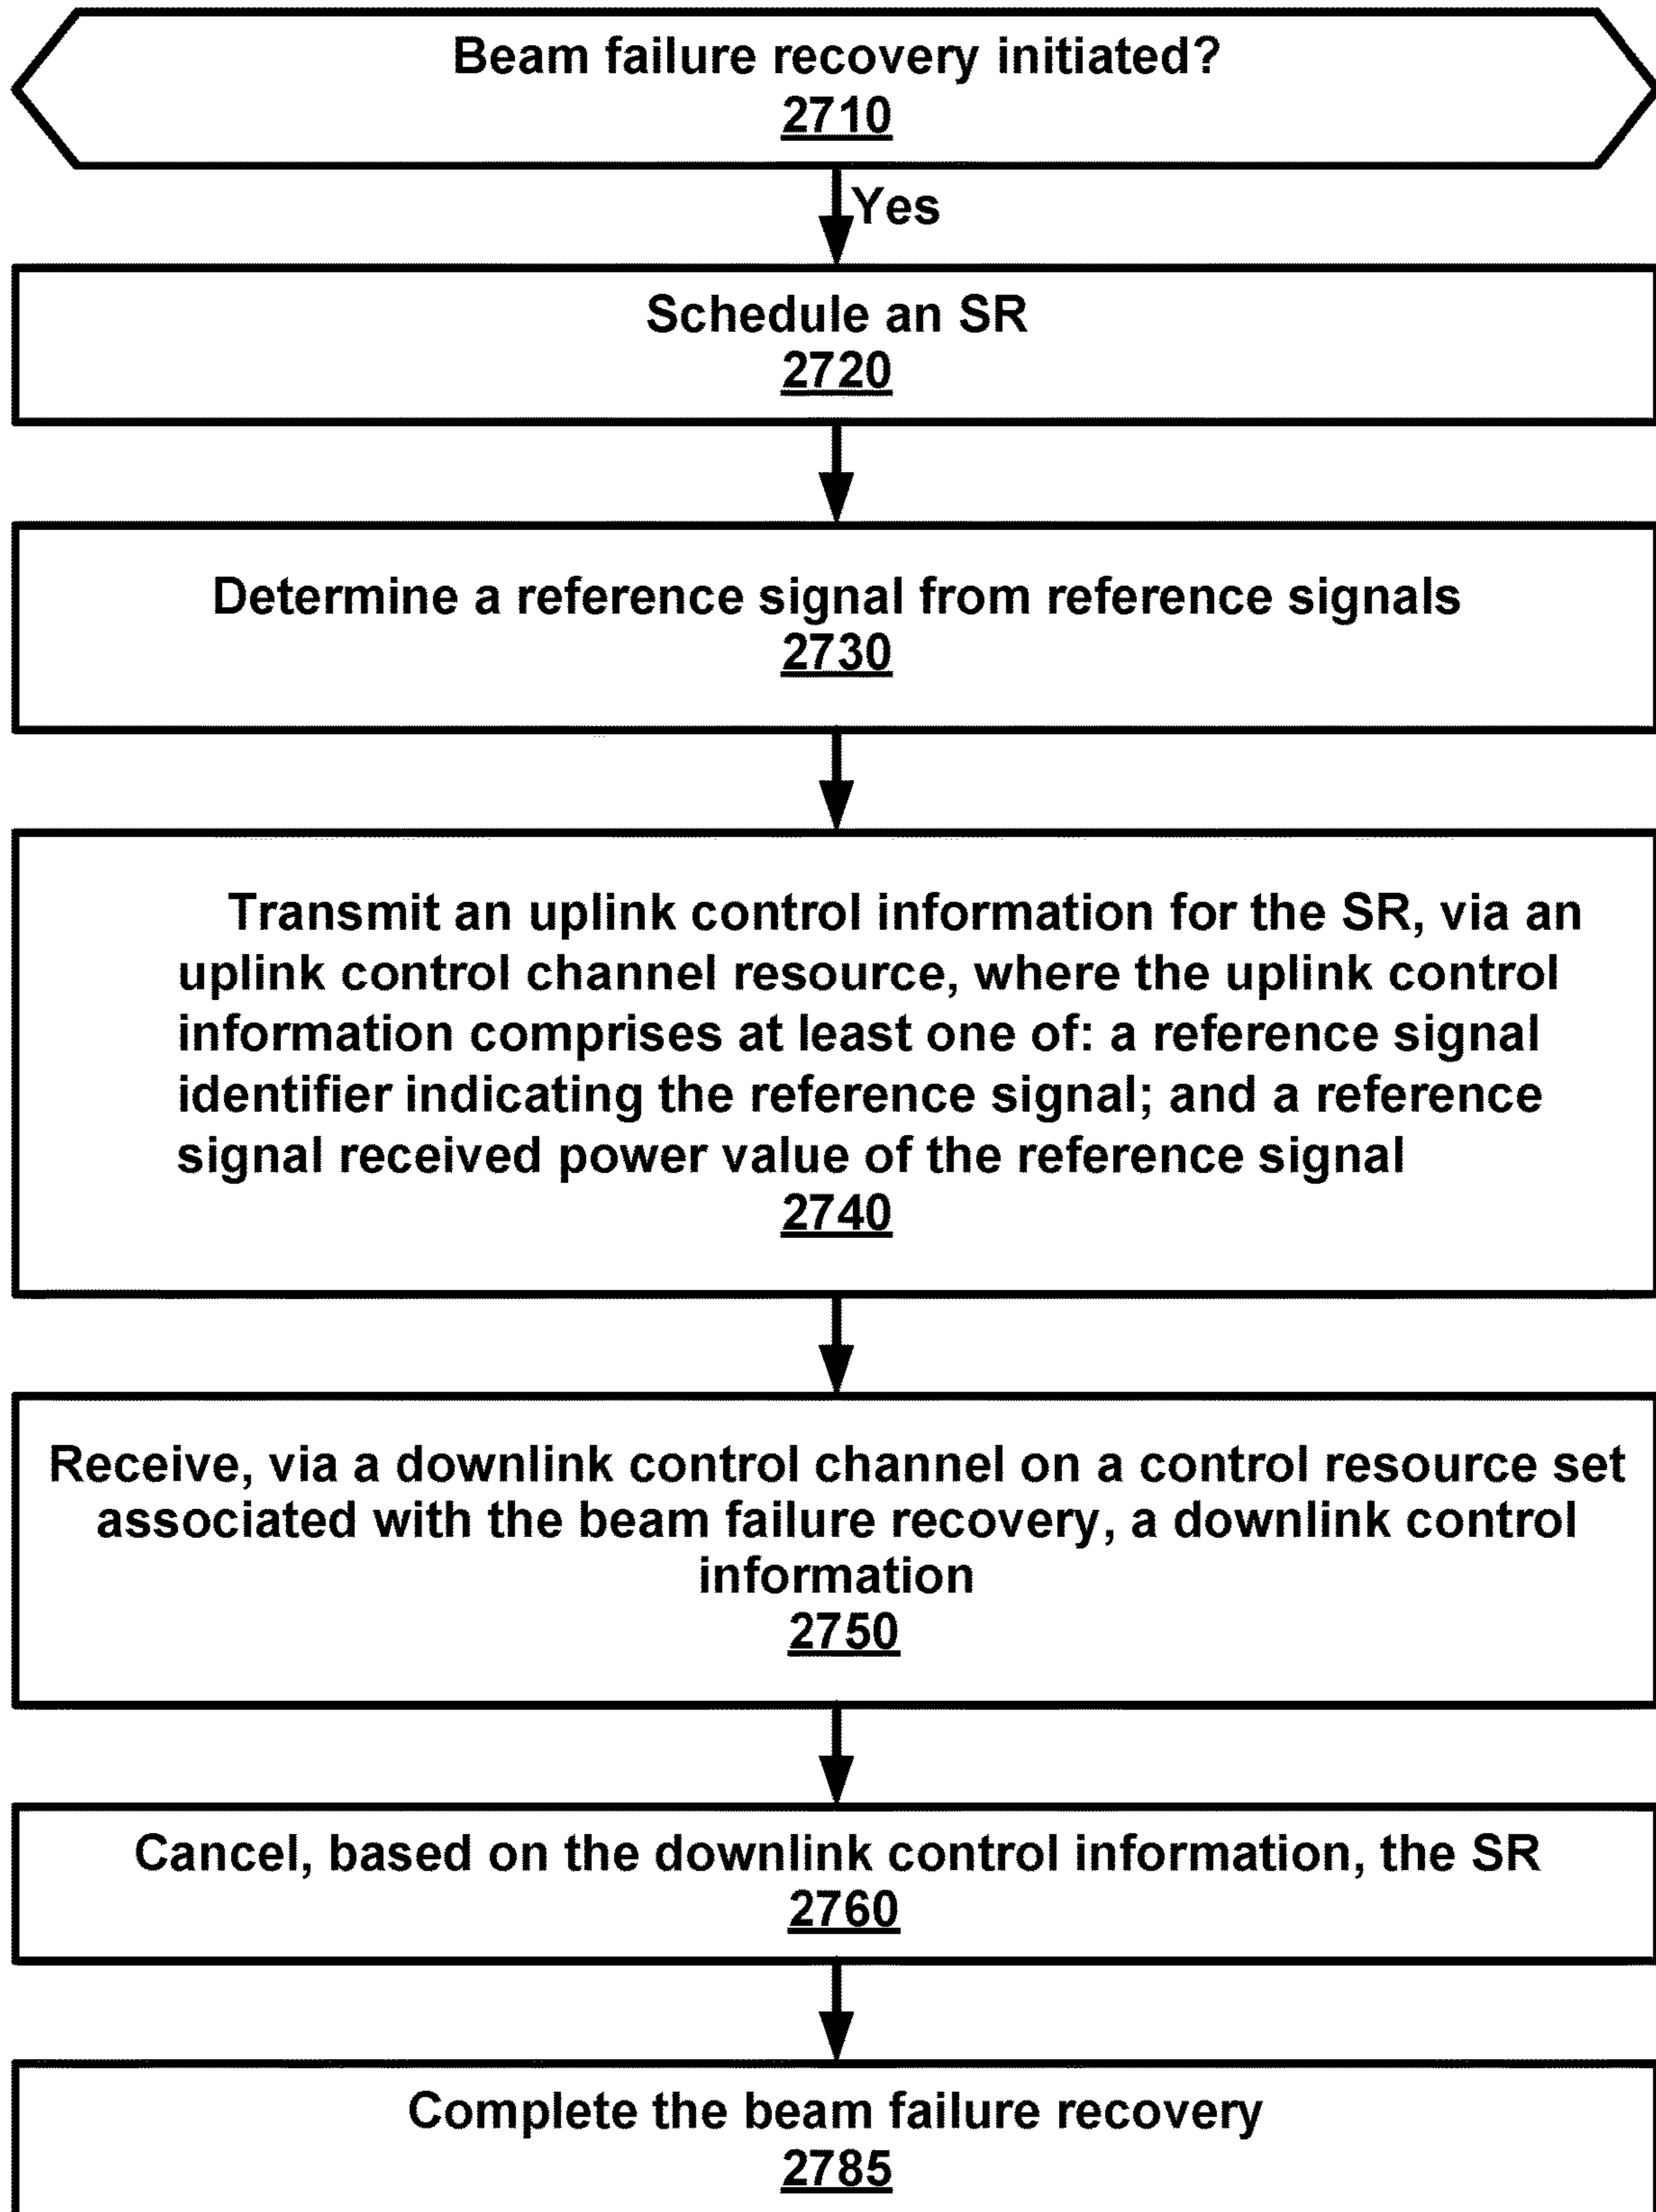 Beam failure recovery initiated?
2710
Yes
Schedule an SR
2720
Determine a reference signal from reference signals
2730
Transmit an uplink control information for the SR, via an
uplink control channel resource, where the uplink control
information comprises at least one of: a reference signal
identifier indicating the reference signal; and a reference
signal received power value of the reference signal
2740
Receive, via a downlink control channel on a control resource set
associated with the beam failure recovery, a downlink control
information
2750
Cancel, based on the downlink control information, the SR
2760
Complete the beam failure recovery
2785